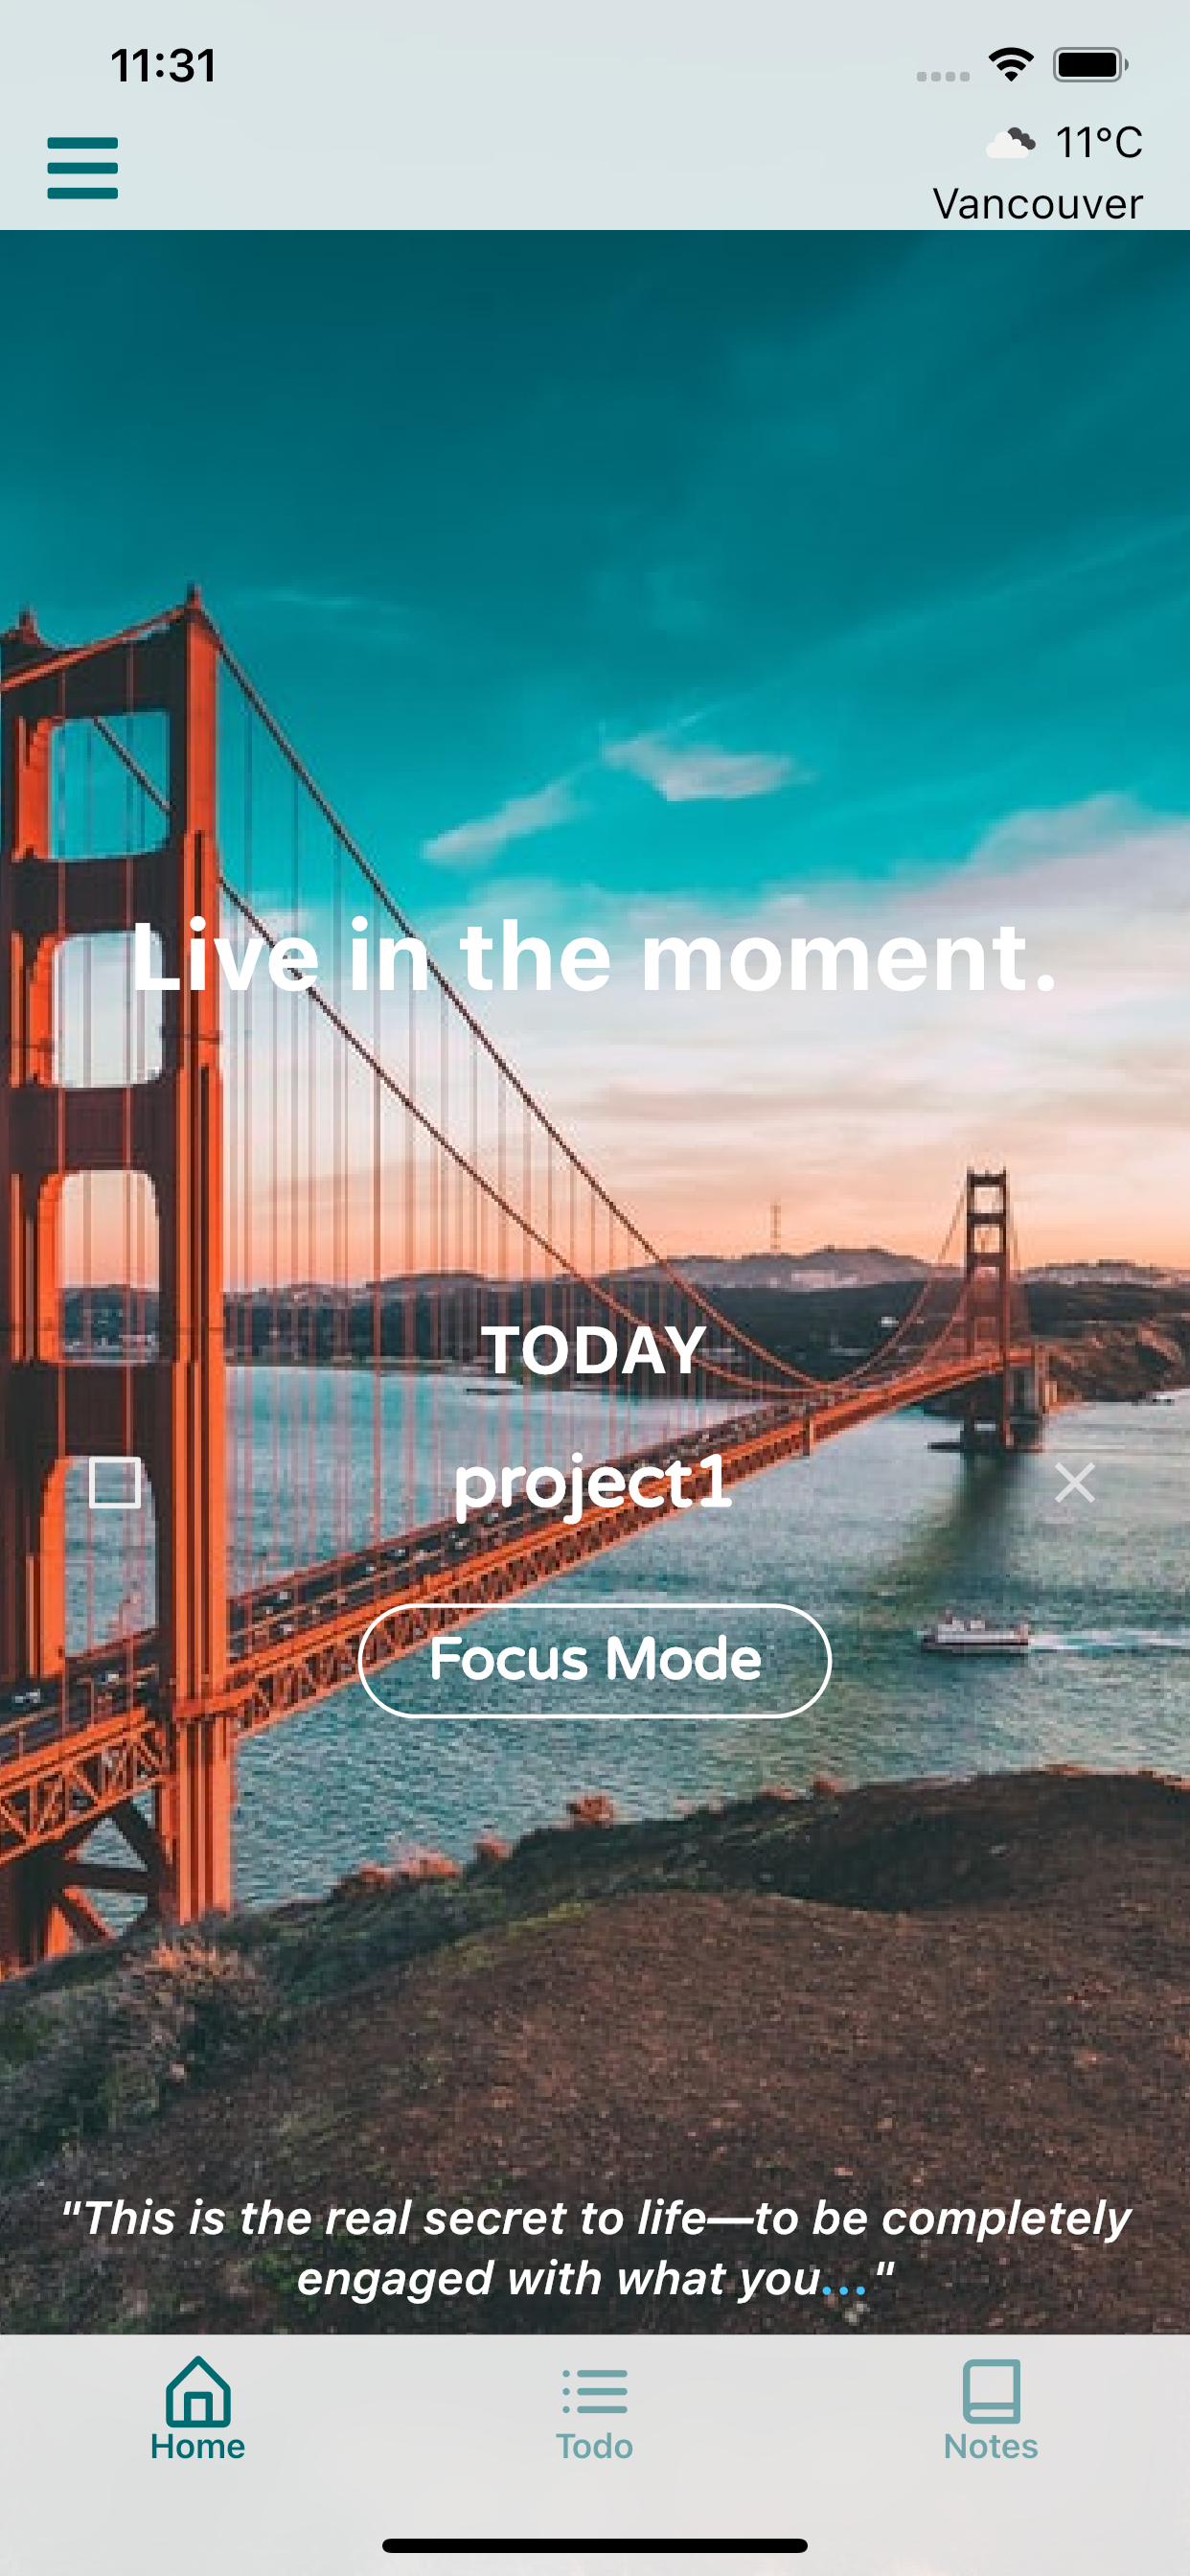 11:31
11°C
Vancouver
Live in the moment.
TODAY
project1
Focus Mode
"This is the real secret to life—to be completely
engaged with what you..."
Home
Todo
Notes